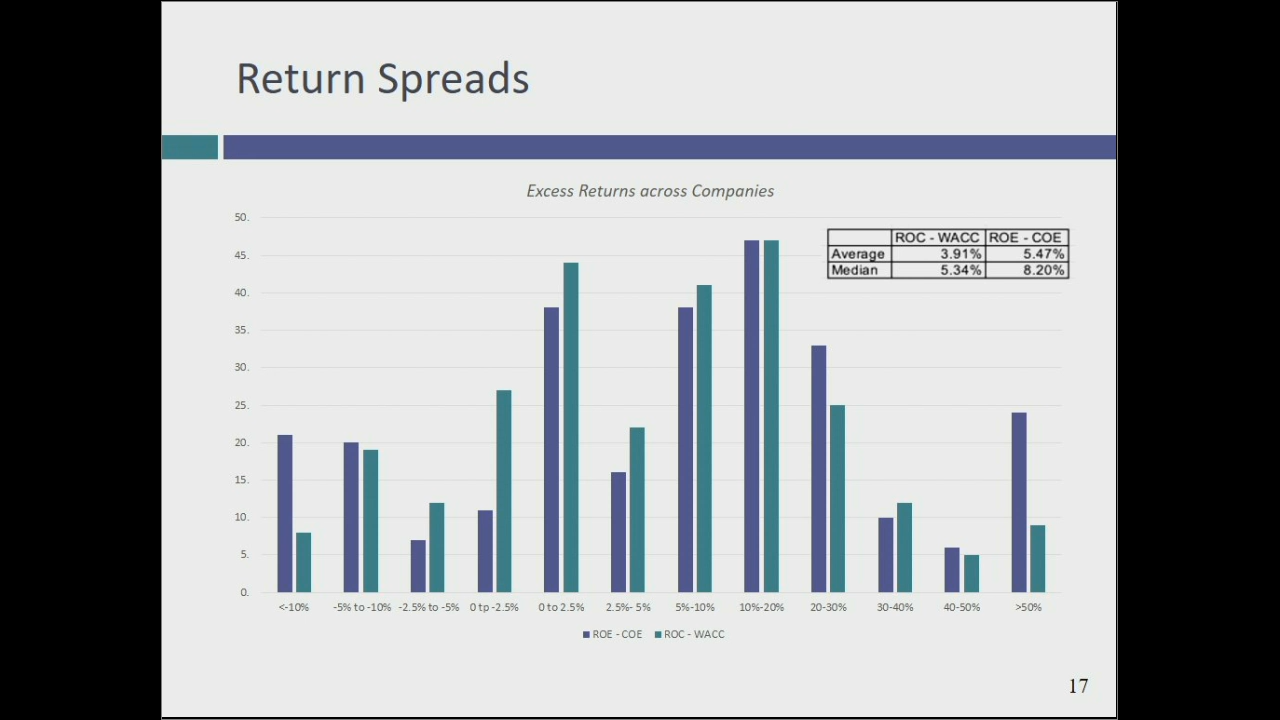 Return Spreads
Excess Returns across Companies
ROC - WACC ROE - COE
Average 3.91% 5.47%
Median 5.34% 8.20%
50.
45.
40.
35.
30.
25.
20.
15.
10.
5.
0.
<-10% -5% to -10% -2.5% to -5% 0 tp -2.5% 0 to 2.5% 2.5%- 5% 5%-10% 10%-20% 20-30% 30-40% 40-50% >50%
ROE - COE ROC - WACC
17